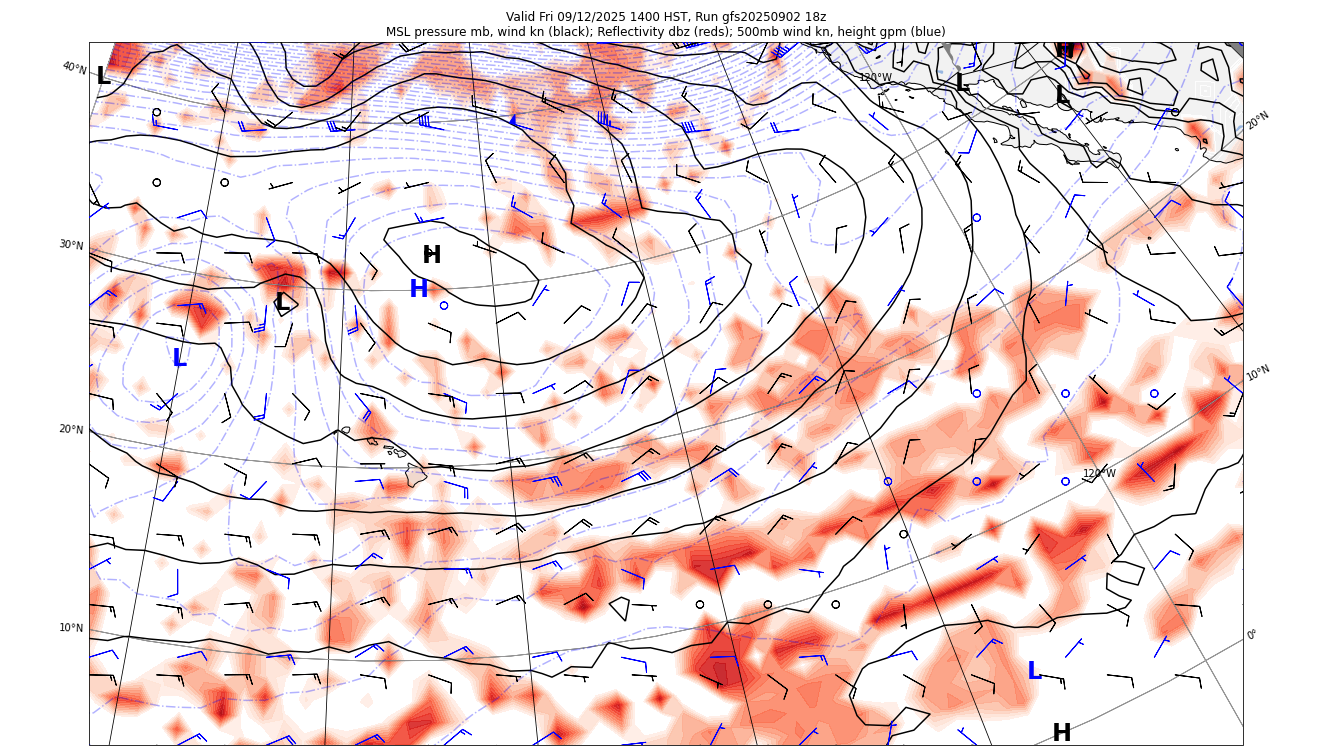 Valid Fri 09/12/2025 1400 HST, Run gfs20250902 18z
MSL pressure mb, wind kn (black); Reflectivity dbz (reds); 500mb wind kn, height gpm (blue)
H
40°N
L
120°W
L
L
20°N
30°N
H
H
L
L
10°N
20°N
120°W
10°N
0°
L
H